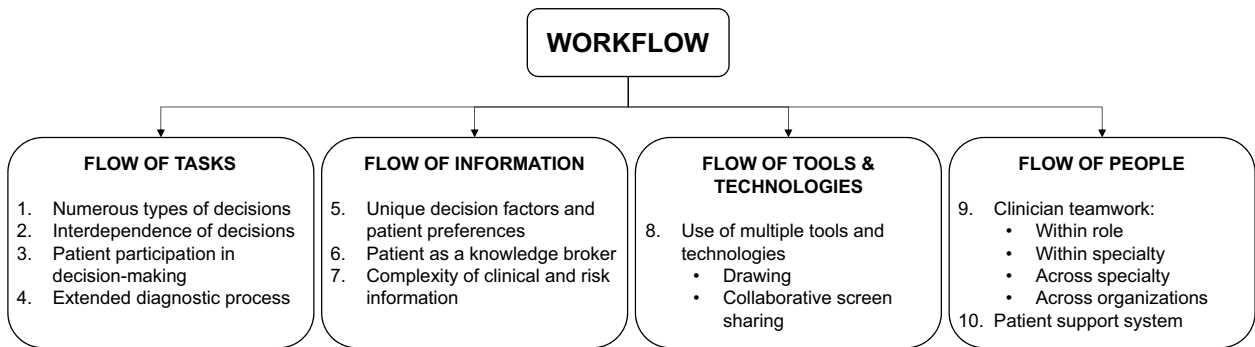 WORKFLOW
FLOW OF TASKS
1. Numerous types of decisions
2. Interdependence of decisions
3. Patient participation in
decision-making
4. Extended diagnostic process
FLOW OF INFORMATION
5. Unique decision factors and
patient preferences
6. Patient as a knowledge broker
7. Complexity of clinical and risk
information
FLOW OF TOOLS &
TECHNOLOGIES
8. Use of multiple tools and
technologies
• Drawing
• Collaborative screen
sharing
FLOW OF PEOPLE
9. Clinician teamwork:
• Within role
• Within specialty
• Across specialty
• Across organizations
10. Patient support system